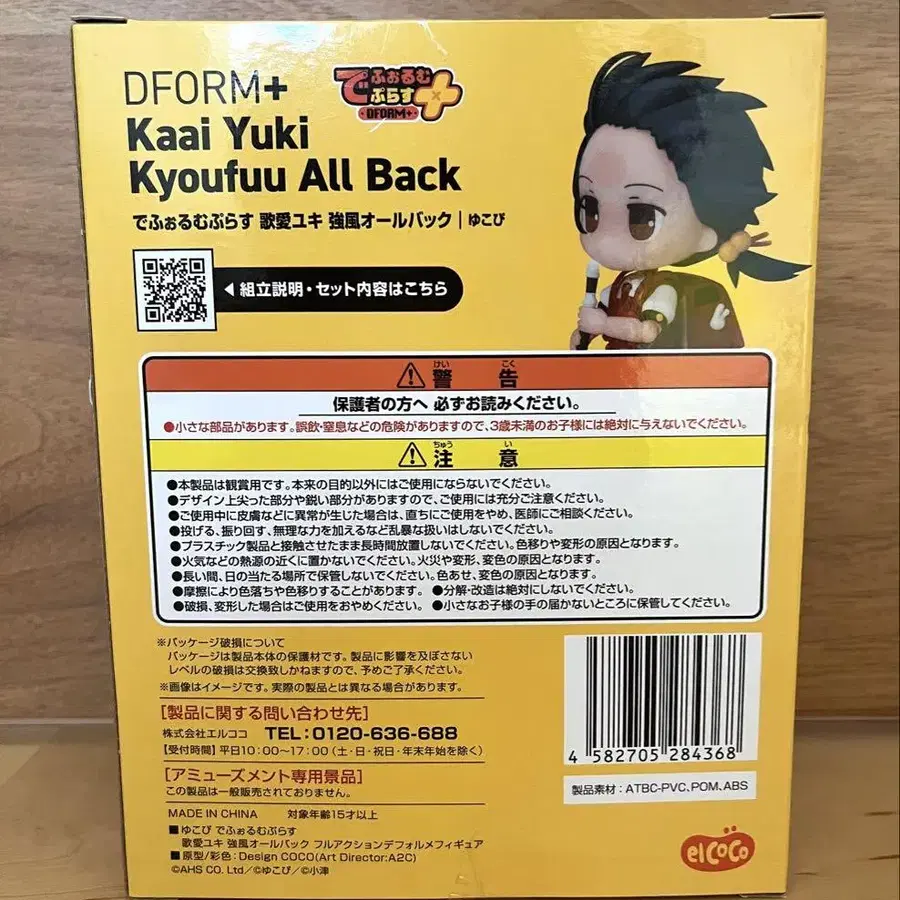 DFORM+
でふぉるむ
ぷらす
DFORM+
Kaai Yuki
Kyoufuu All Back
でふぉるむぷらす 歌愛ユキ 強風オールバック | ゆこぴ
◀ 組立説明・セット内容はこちら
けい こく
⚠警 告
保護者の方へ 必ずお読みください。
●小さな部品があります。誤飲・窒息などの危険がありますので、3歳未満のお子様には絶対に与えないでください。
ちゅう い
⚠注 意
●本製品は観賞用です。本来の目的以外にはご使用にならないでください。
●デザイン上尖った部分や鋭い部分がありますので、ご使用には充分ご注意ください。
●ご使用中に皮膚などに異常が生じた場合は、直ちにご使用をやめ、医師にご相談ください。
●投げる、振り回す、無理な力を加えるなど乱暴な扱いはしないでください。
●プラスチック製品と接触させたまま長時間放置しないでください。色移りや変形の原因となります。
●火気などの熱源の近くに置かないでください。火災や変形、変色の原因となります。
●長い間、日の当たる場所で保管しないでください。色あせ、変色の原因となります。
●摩擦により色落ちや色移りすることがあります。 ●分解・改造は絶対にしないでください。
●破損、変形した場合はご使用をおやめください。 ●小さなお子様の手の届かないところに保管してください。
※パッケージ破損について
パッケージは製品本体の保護材です。製品に影響を及ぼさない
レベルの破損は交換致しかねますので、予めご了承ください。
※画像はイメージです。実際の製品とは異なる場合があります。
[製品に関する問い合わせ先]
株式会社エルココ TEL:0120-636-688
【受付時間】平日10:00〜17:00(土・日・祝日・年末年始を除く)
[アミューズメント専用景品]
この製品は一般販売されておりません。
MADE IN CHINA 対象年齢15才以上
■ゆこぴ でふぉるむぷらす
歌愛ユキ 強風オールバック フルアクションデフォルメフィギュア
■原型/彩色:Design COCO(Art Director:A2C)
©AHS CO. Ltd/©ゆこぴ/©小津
4 582705 284368
製品素材:ATBC-PVC、POM、ABS
elCoCo